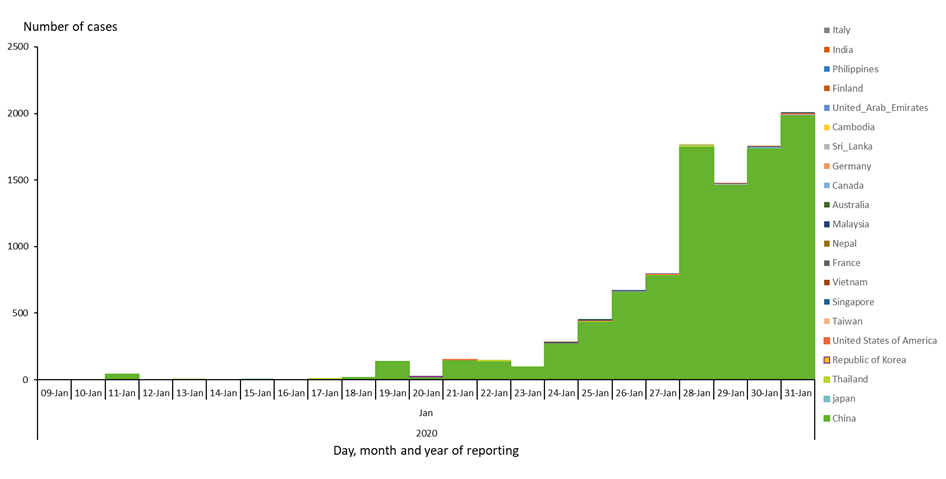 Number of cases
2500
2000
1500
1000
500
0
09-Jan 10-Jan 11-Jan 12-Jan 13-Jan 14-Jan 15-Jan 16-Jan 17-Jan 18-Jan 19-Jan 20-Jan 21-Jan 22-Jan 23-Jan 24-Jan 25-Jan 26-Jan 27-Jan 28-Jan 29-Jan 30-Jan 31-Jan
Jan
2020
Day, month and year of reporting
Italy
India
Philippines
Finland
United_Arab_Emirates
Cambodia
Sri_Lanka
Germany
Canada
Australia
Malaysia
Nepal
France
Vietnam
Singapore
Taiwan
United States of America
Republic of Korea
Thailand
japan
China